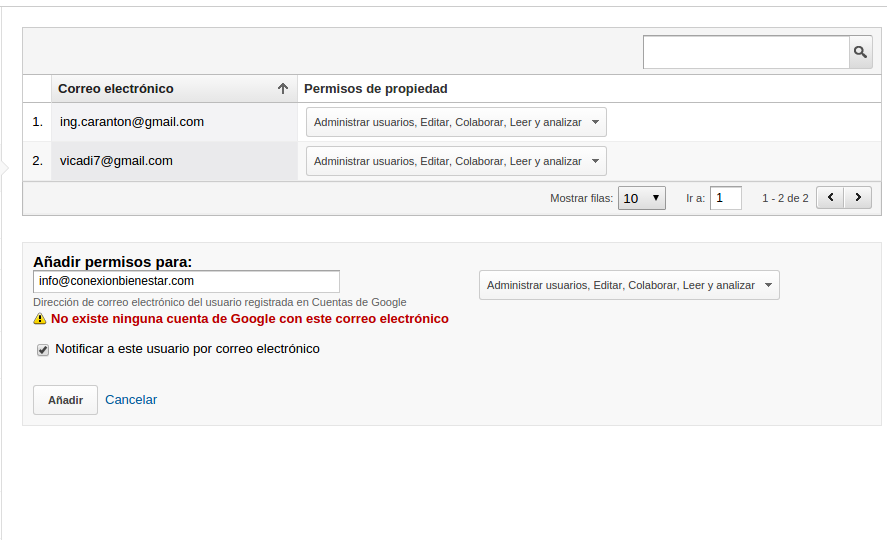 Correo electrónico Permisos de propiedad
1. ing.caranton@gmail.com Administrar usuarios, Editar, Colaborar, Leer y analizar
2. vicadi7@gmail.com Administrar usuarios, Editar, Colaborar, Leer y analizar
Mostrar filas: 10 Ir a: 1 1 - 2 de 2
Añadir permisos para:
info@conexionbienestar.com Administrar usuarios, Editar, Colaborar, Leer y analizar
Dirección de correo electrónico del usuario registrada en Cuentas de Google
No existe ninguna cuenta de Google con este correo electrónico
Notificar a este usuario por correo electrónico
Añadir Cancelar